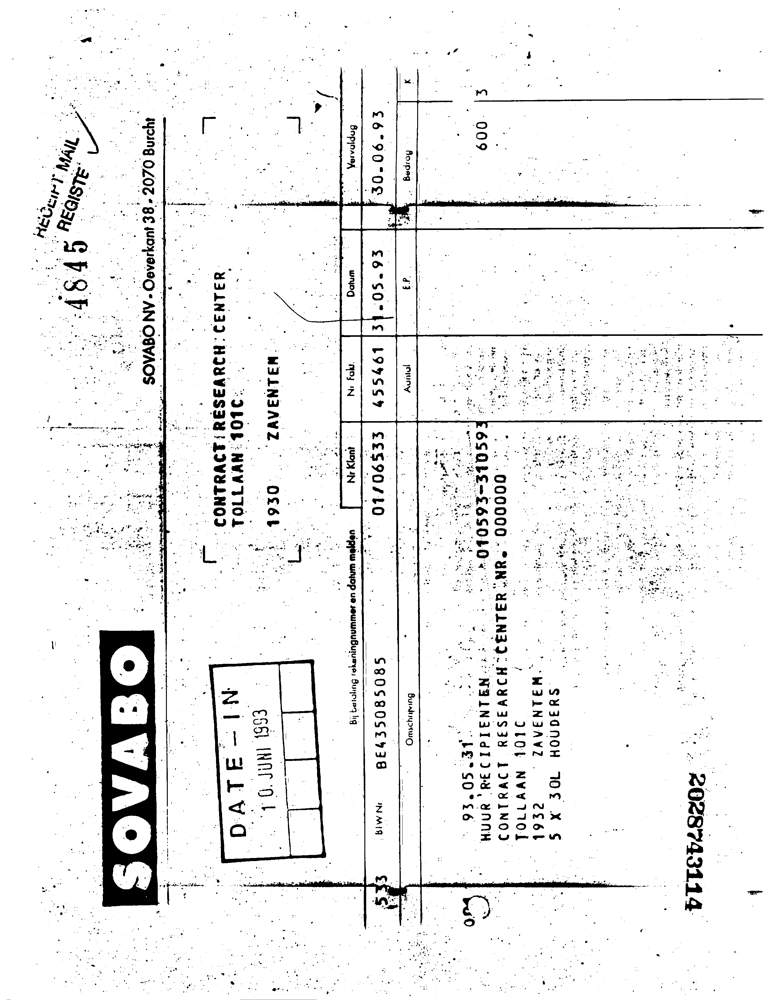 SOVABO
SOVABO NV - Oeverkant 38 - 2070 Burcht
RECEIPT MAIL
REGISTE
4845
DATE - IN
10. JUNI 1993
CONTRACT RESEARCH CENTER
TOLLAAN 101C
1930 ZAVENTEM
Bij betaling rekeningnummer en datum melden
Nr Klant Nr Fakt. Datum Vervaldag
533 BTW Nr BE435085085 01/06533 455461 31.05.93 30.06.93
Omschrijving Aantal E.P. Bedrag K
93.05.31
HUUR RECIPIENTEN 010593-310593 600 3
CONTRACT RESEARCH CENTER NR. 000000
TOLLAAN 101C
1932 ZAVENTEM
5 X 30L HOUDERS
2028743114